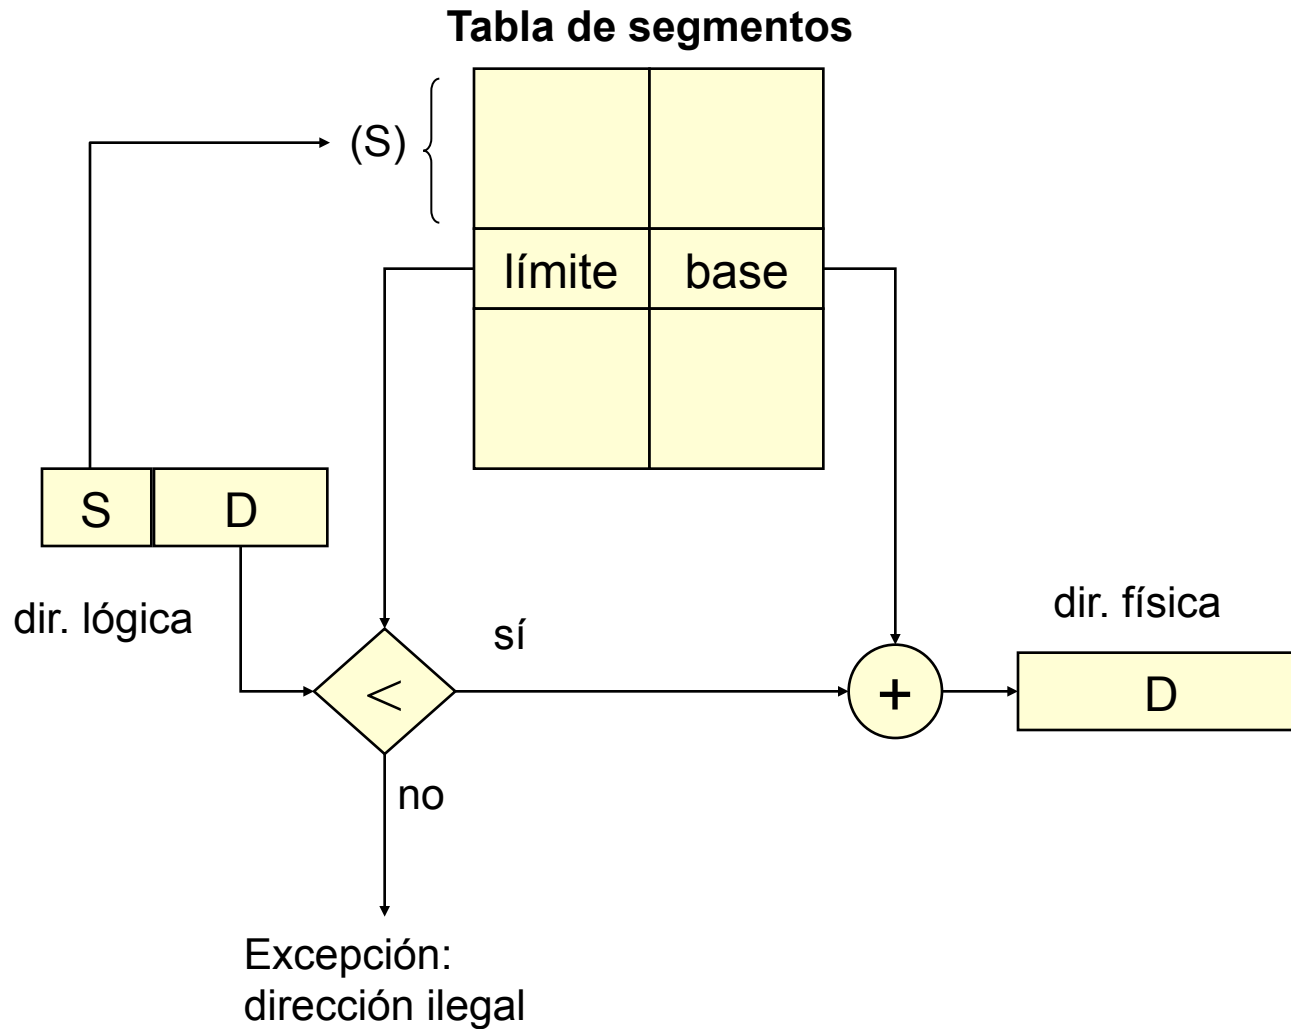 Tabla de segmentos
(S)
límite
base
S
D
dir. lógica
sí
dir. física
<
+
D
no
Excepción:
dirección ilegal